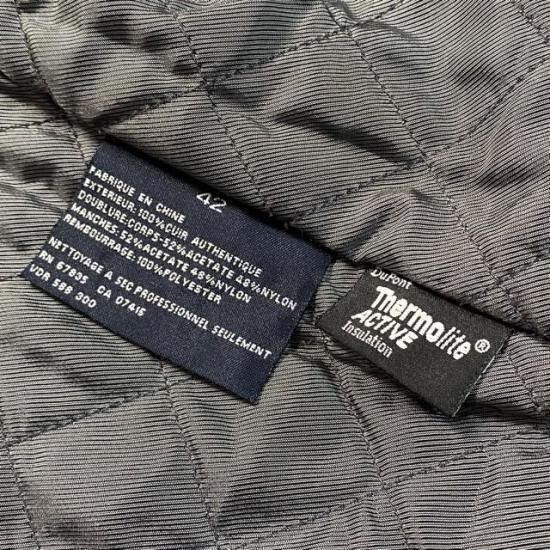 42
FABRIQUE EN CHINE
EXTERIEUR:100%CUIR AUTHENTIQUE
DOUBLURE:CORPS-52%ACETATE 48%NYLON
MANCHES:52%ACETATE 48%NYLON
REMBOURRAGE:100%POLYESTER
NETTOYAGE A SEC PROFESSIONNEL SEULEMENT
RN 67835 CA 07415
VDR 589 300
DuPont
Thermolite®
ACTIVE
Insulation